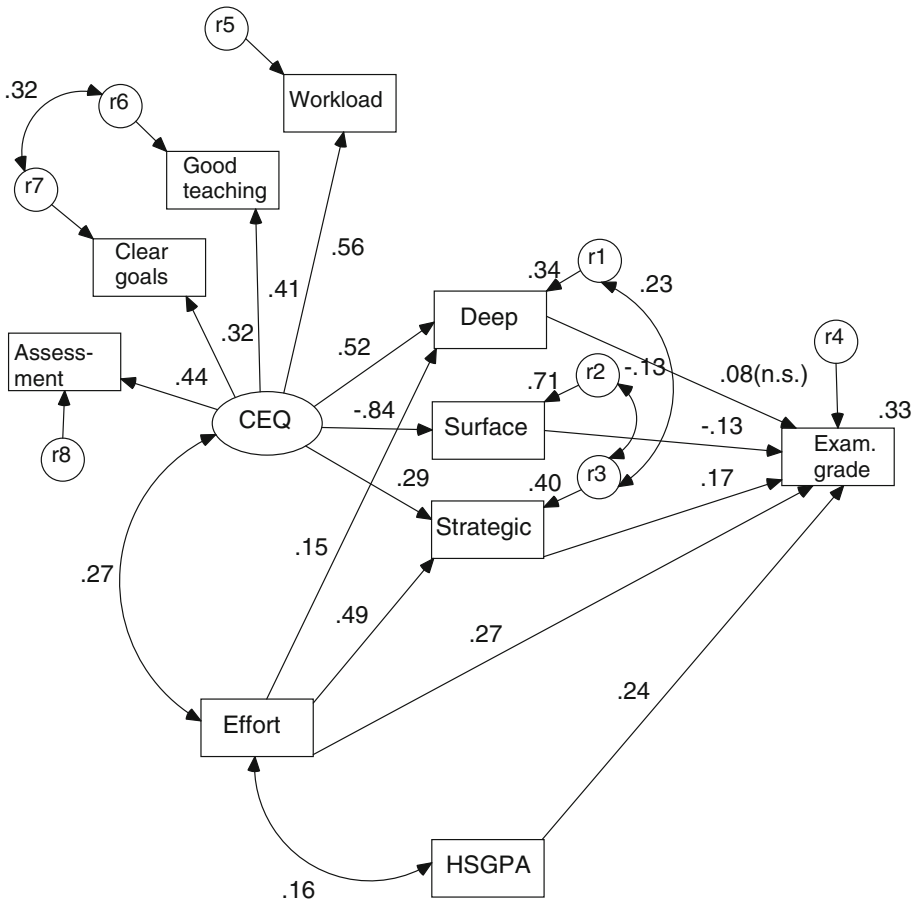 r5
.32
r6
Workload
Good
teaching
r7
Clear
goals
.56
.41
.34
r1
.23
.32
Deep
Assess-
ment
.52
r4
.44
.71
r2
-.13
.08(n.s.)
CEQ
-.84
Surface
-.13
.33
Exam.
grade
r8
.29
.40
r3
.17
Strategic
.15
.27
.49
.27
.24
Effort
HSGPA
.16